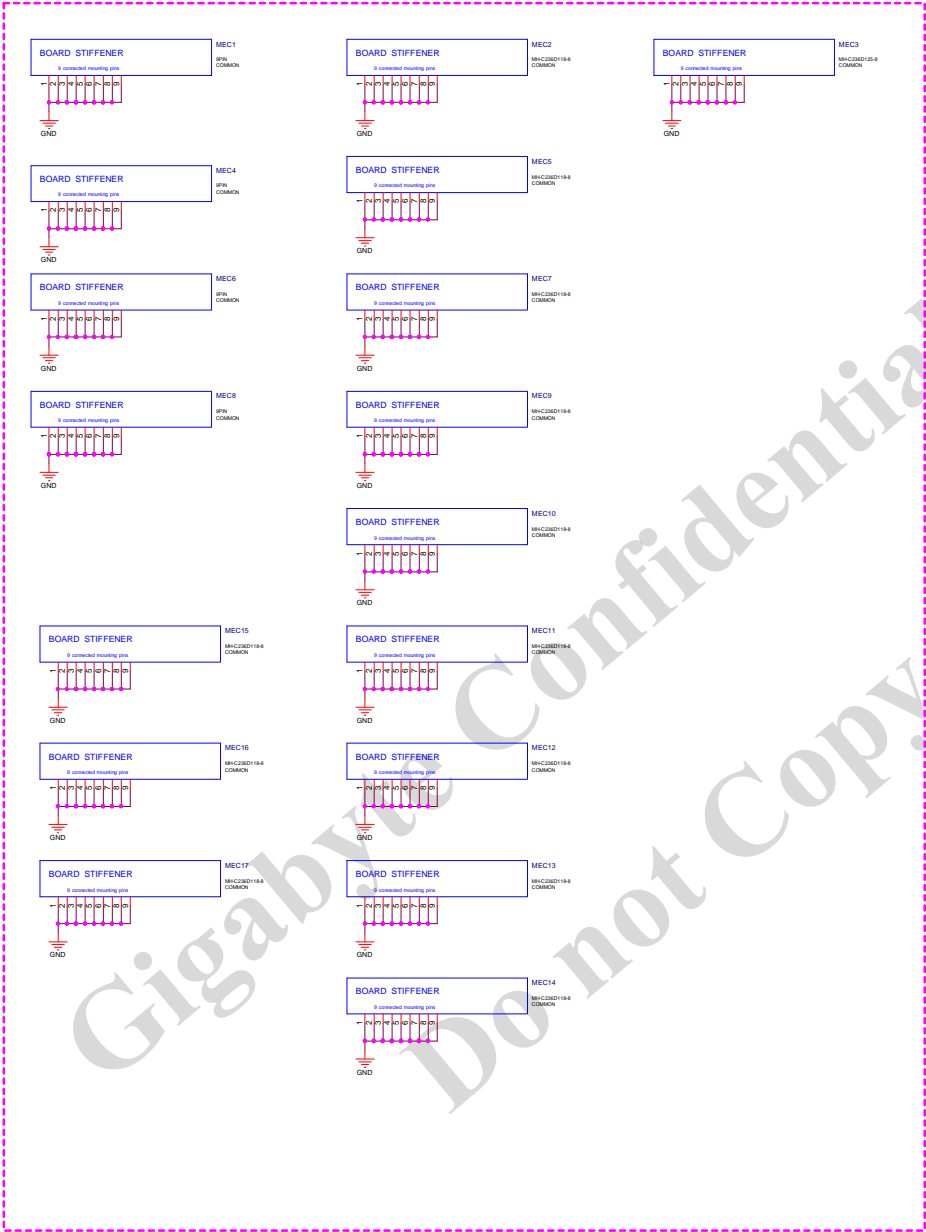 BOARD STIFFENER
9 connected mounting pins
MEC1
9PIN
COMMON
1 2 3 4 5 6 7 8 9
GND
BOARD STIFFENER
9 connected mounting pins
MEC2
MH-C236D118-8
COMMON
1 2 3 4 5 6 7 8 9
GND
BOARD STIFFENER
9 connected mounting pins
MEC3
MH-C236D125-8
COMMON
1 2 3 4 5 6 7 8 9
GND
BOARD STIFFENER
9 connected mounting pins
MEC4
9PIN
COMMON
1 2 3 4 5 6 7 8 9
GND
BOARD STIFFENER
9 connected mounting pins
MEC5
MH-C236D118-8
COMMON
1 2 3 4 5 6 7 8 9
GND
BOARD STIFFENER
9 connected mounting pins
MEC6
9PIN
COMMON
1 2 3 4 5 6 7 8 9
GND
BOARD STIFFENER
9 connected mounting pins
MEC7
MH-C236D118-8
COMMON
1 2 3 4 5 6 7 8 9
GND
BOARD STIFFENER
9 connected mounting pins
MEC8
9PIN
COMMON
1 2 3 4 5 6 7 8 9
GND
BOARD STIFFENER
9 connected mounting pins
MEC9
MH-C236D118-8
COMMON
1 2 3 4 5 6 7 8 9
GND
BOARD STIFFENER
9 connected mounting pins
MEC10
MH-C236D118-8
COMMON
1 2 3 4 5 6 7 8 9
GND
BOARD STIFFENER
9 connected mounting pins
MEC15
MH-C236D118-8
COMMON
1 2 3 4 5 6 7 8 9
GND
BOARD STIFFENER
9 connected mounting pins
MEC11
MH-C236D118-8
COMMON
1 2 3 4 5 6 7 8 9
GND
BOARD STIFFENER
9 connected mounting pins
MEC16
MH-C236D118-8
COMMON
1 2 3 4 5 6 7 8 9
GND
BOARD STIFFENER
9 connected mounting pins
MEC12
MH-C236D118-8
COMMON
1 2 3 4 5 6 7 8 9
GND
BOARD STIFFENER
9 connected mounting pins
MEC17
MH-C236D118-8
COMMON
1 2 3 4 5 6 7 8 9
GND
BOARD STIFFENER
9 connected mounting pins
MEC13
MH-C236D118-8
COMMON
1 2 3 4 5 6 7 8 9
GND
BOARD STIFFENER
9 connected mounting pins
MEC14
MH-C236D118-8
COMMON
1 2 3 4 5 6 7 8 9
GND
Gigabyte Confidential
Do not Copy